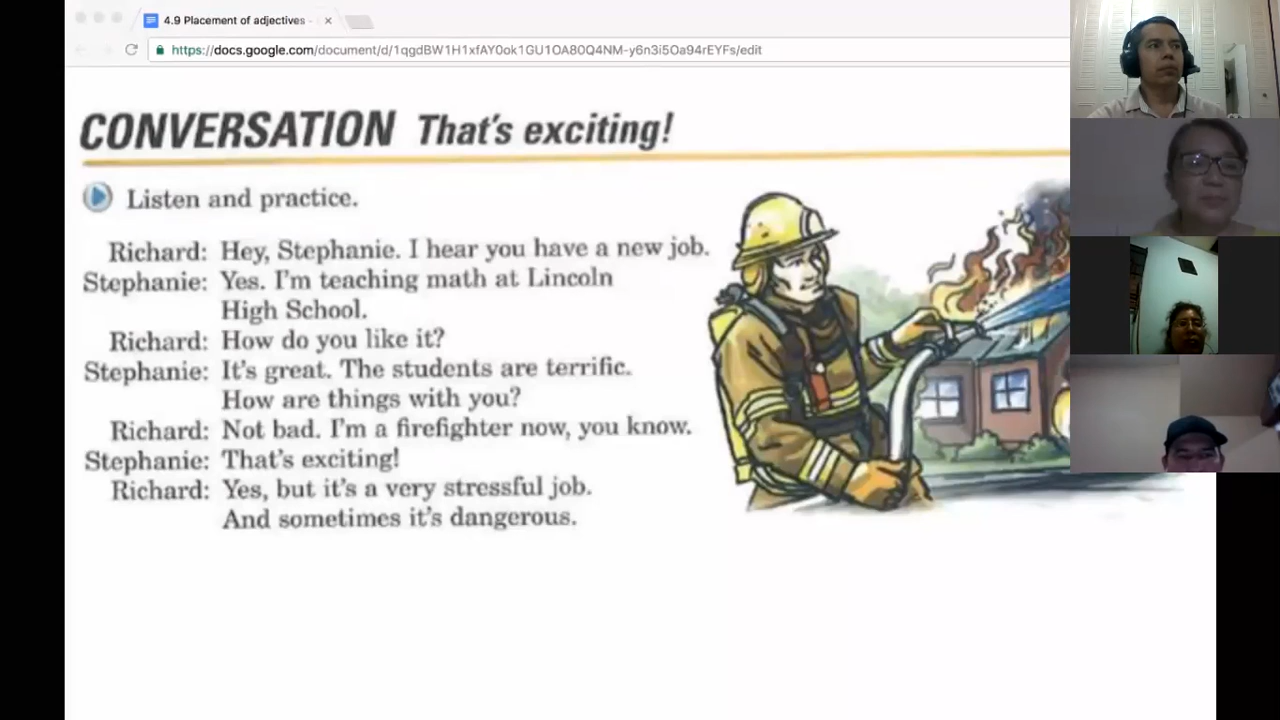 4.9 Placement of adjectives -
https://docs.google.com/document/d/1qgdBW1H1xfAY0ok1GU1OA80Q4NM-y6n3i5Oa94rEYFs/edit
CONVERSATION That's exciting!
Listen and practice.
Richard: Hey, Stephanie. I hear you have a new job.
Stephanie: Yes. I'm teaching math at Lincoln
High School.
Richard: How do you like it?
Stephanie: It's great. The students are terrific.
How are things with you?
Richard: Not bad. I'm a firefighter now, you know.
Stephanie: That's exciting!
Richard: Yes, but it's a very stressful job.
And sometimes it's dangerous.